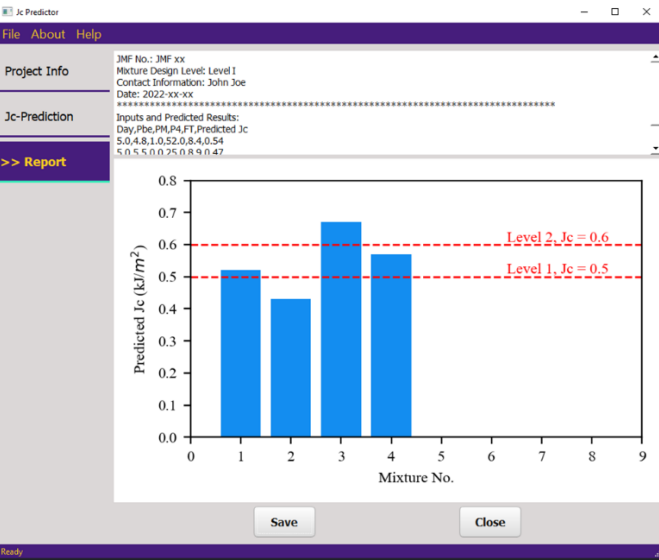 Jc Predictor
File About Help
Project Info
Jc-Prediction
>> Report
JMF No.: JMF xx
Mixture Design Level: Level I
Contact Information: John Joe
Date: 2022-xx-xx
Inputs and Predicted Results:
Day,Pbe,PM,P4,FT,Predicted Jc
5.0,4.8,1.0,52.0,8.4,0.54
Predicted Jc (kJ/m²)
0.8
0.7
0.6
0.5
0.4
0.3
0.2
0.1
0.0
Level 2, Jc = 0.6
Level 1, Jc = 0.5
0 1 2 3 4 5 6 7 8 9
Mixture No.
Save Close
Ready